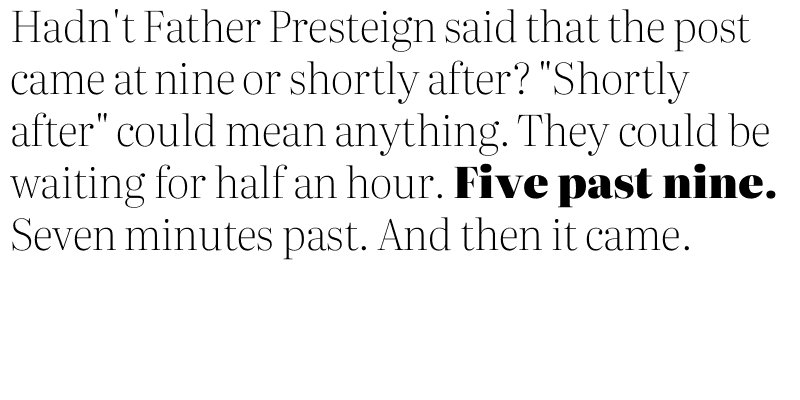 Hadn't Father Presteign said that the post
came at nine or shortly after? "Shortly
after" could mean anything. They could be
waiting for half an hour. Five past nine.
Seven minutes past. And then it came.